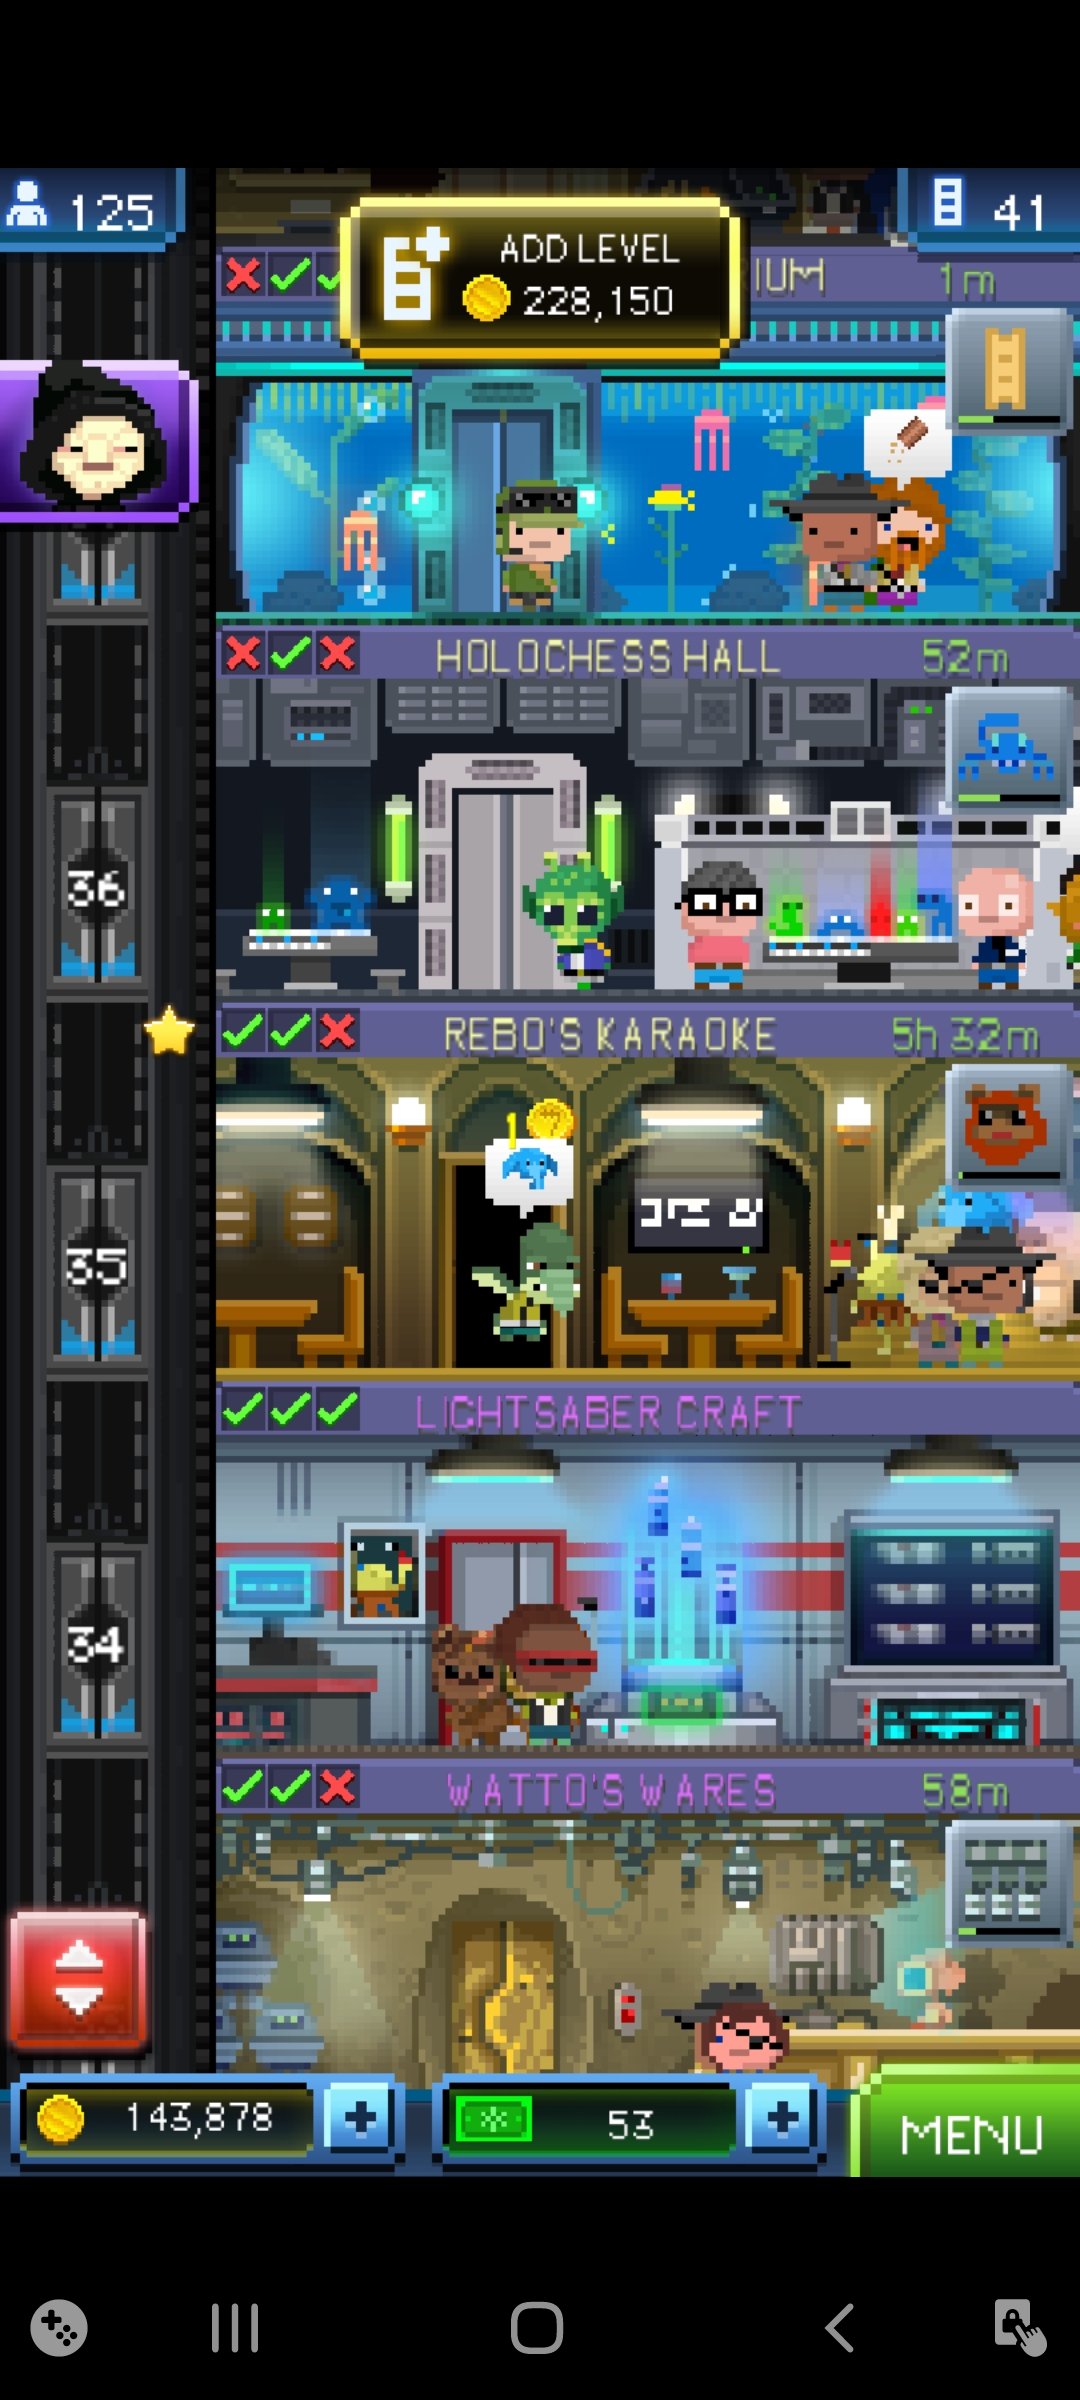 125
ADD LEVEL
228,150
41
IUM 1m
HOLOCHESS HALL 52m
36
REBO'S KARAOKE 5h 32m
1
35
LIGHTSABER CRAFT
34
WATTO'S WARES 58m
143,878
53
MENU